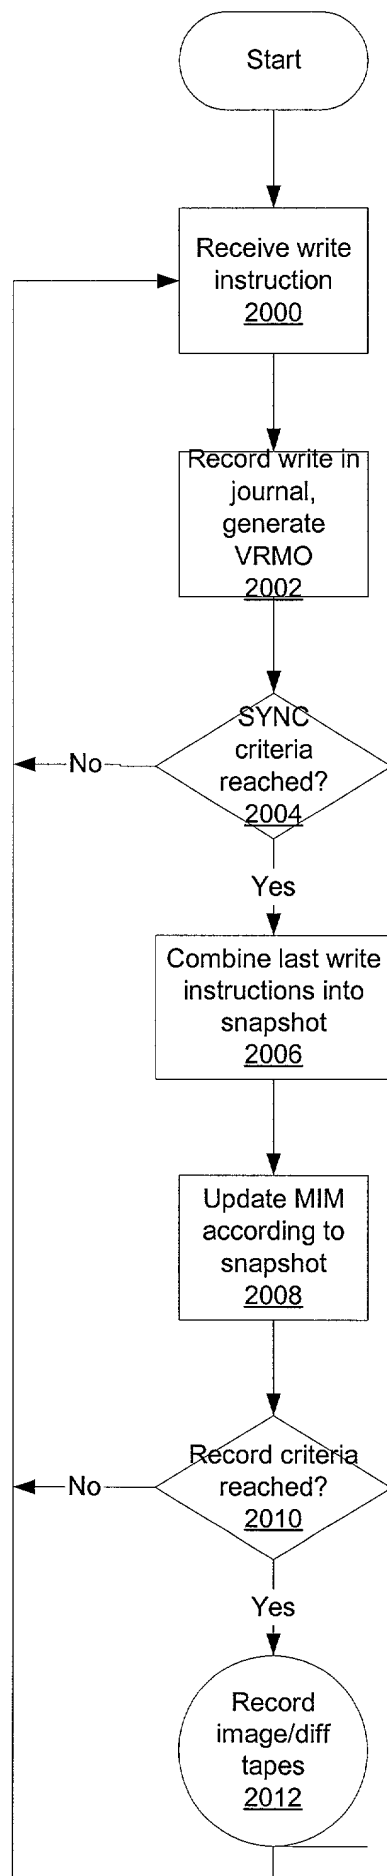 Start
Receive write
instruction
2000
Record write in
journal,
generate
VRMO
2002
SYNC
criteria
reached?
2004
No
Yes
Combine last write
instructions into
snapshot
2006
Update MIM
according to
snapshot
2008
Record criteria
reached?
2010
No
Yes
Record
image/diff
tapes
2012